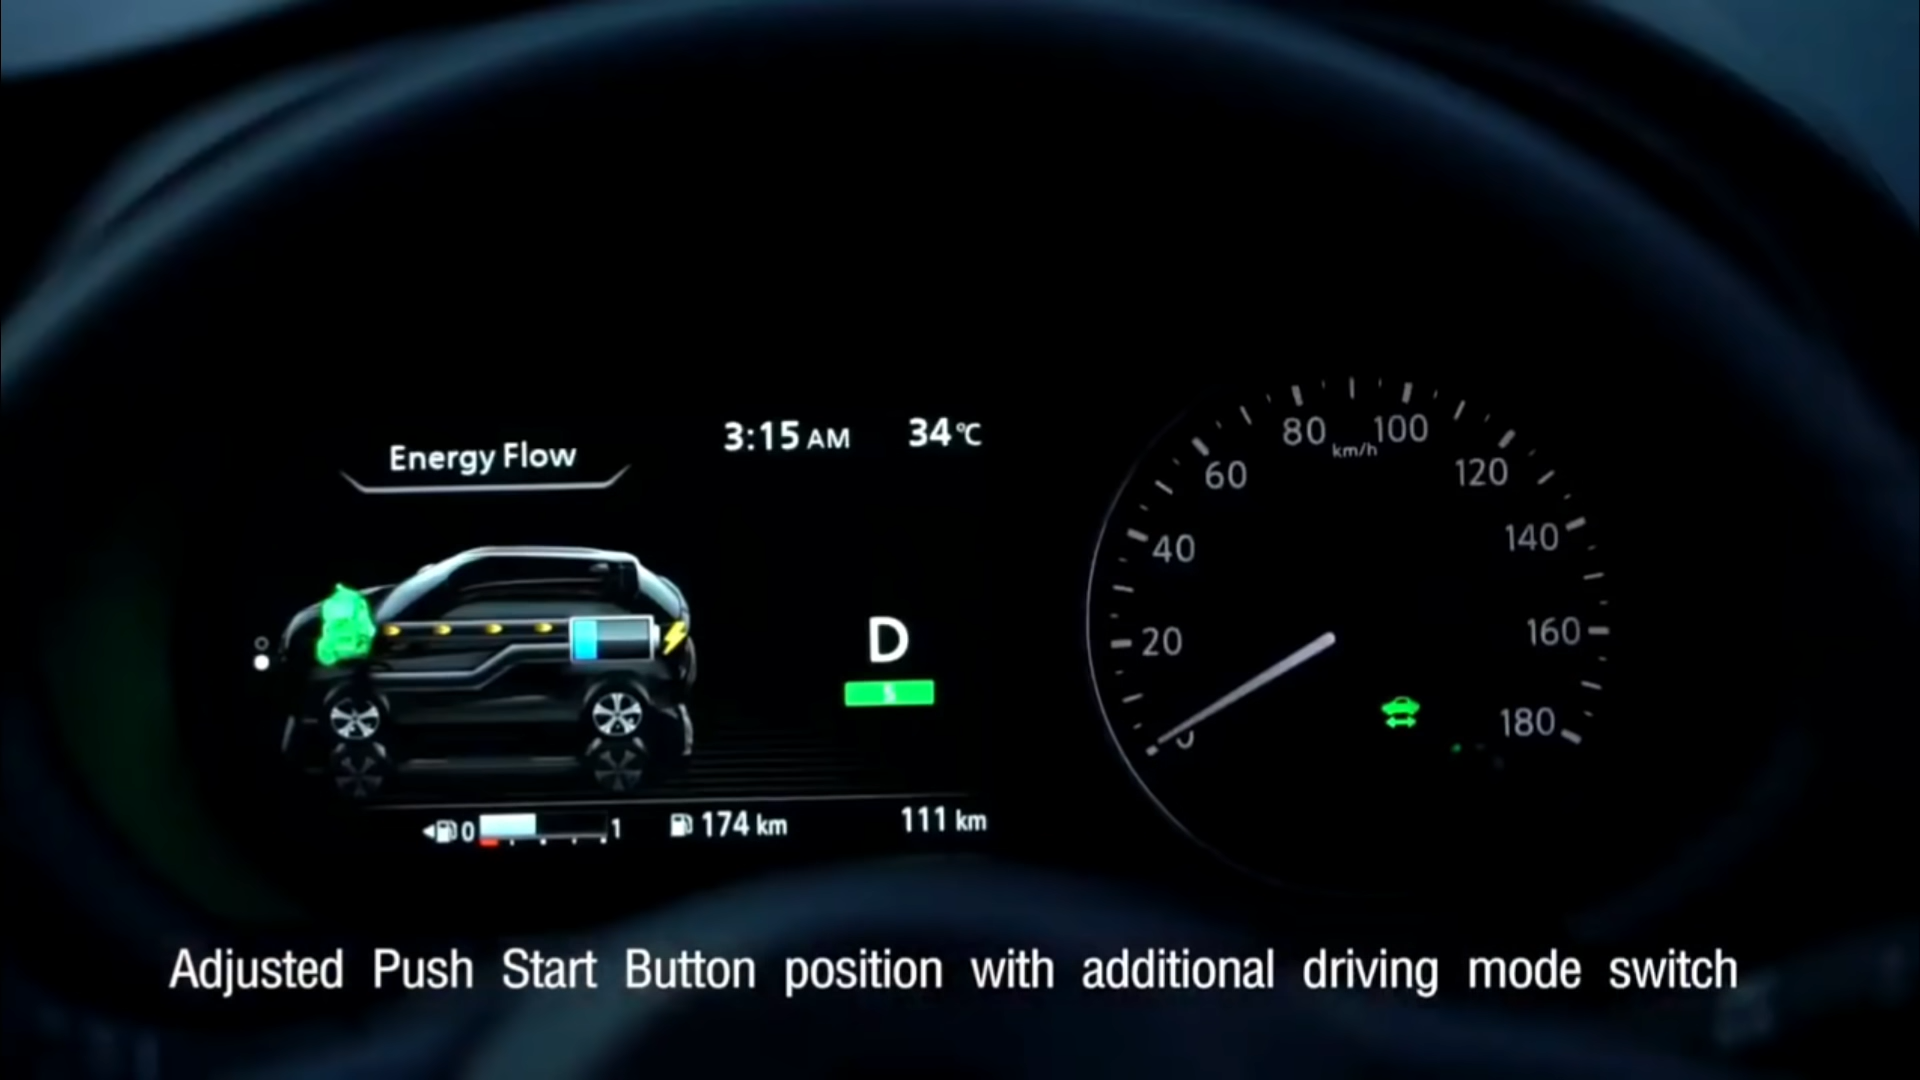 3:15 AM 34°C
Energy Flow
80 km/h 100
60 120
40 140
D
20 160
S
0 180
0 1 174 km 111 km
Adjusted Push Start Button position with additional driving mode switch